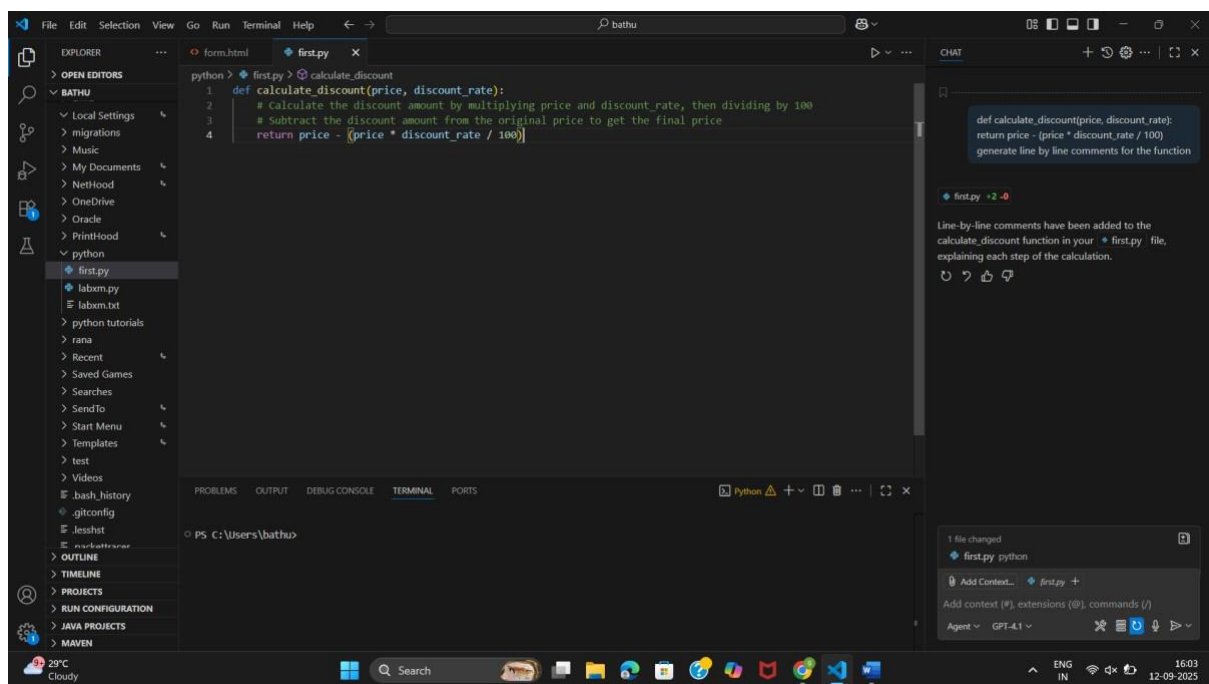 File Edit Selection View Go Run Terminal Help
bathu
EXPLORER
OPEN EDITORS
BATHU
Local Settings
migrations
Music
My Documents
NetHood
OneDrive
Oracle
PrintHood
python
first.py
labxm.py
labxm.txt
python tutorials
rana
Recent
Saved Games
Searches
SendTo
Start Menu
Templates
test
Videos
.bash_history
.gitconfig
.lesshst
.packettracer
OUTLINE
TIMELINE
PROJECTS
RUN CONFIGURATION
JAVA PROJECTS
MAVEN
form.html first.py
python > first.py > calculate_discount
1 def calculate_discount(price, discount_rate):
2 # Calculate the discount amount by multiplying price and discount_rate, then dividing by 100
3 # Subtract the discount amount from the original price to get the final price
4 return price - (price * discount_rate / 100)
PROBLEMS OUTPUT DEBUG CONSOLE TERMINAL PORTS
Python
PS C:\Users\bathu>
CHAT
def calculate_discount(price, discount_rate):
return price - (price * discount_rate / 100)
generate line by line comments for the function
first.py +2 -0
Line-by-line comments have been added to the
calculate_discount function in your first.py file,
explaining each step of the calculation.
1 file changed
first.py python
Add Context... first.py +
Add context (#), extensions (@), commands (/)
Agent GPT-4.1
9+ 29°C
Cloudy
Search
ENG
IN
16:03
12-09-2025